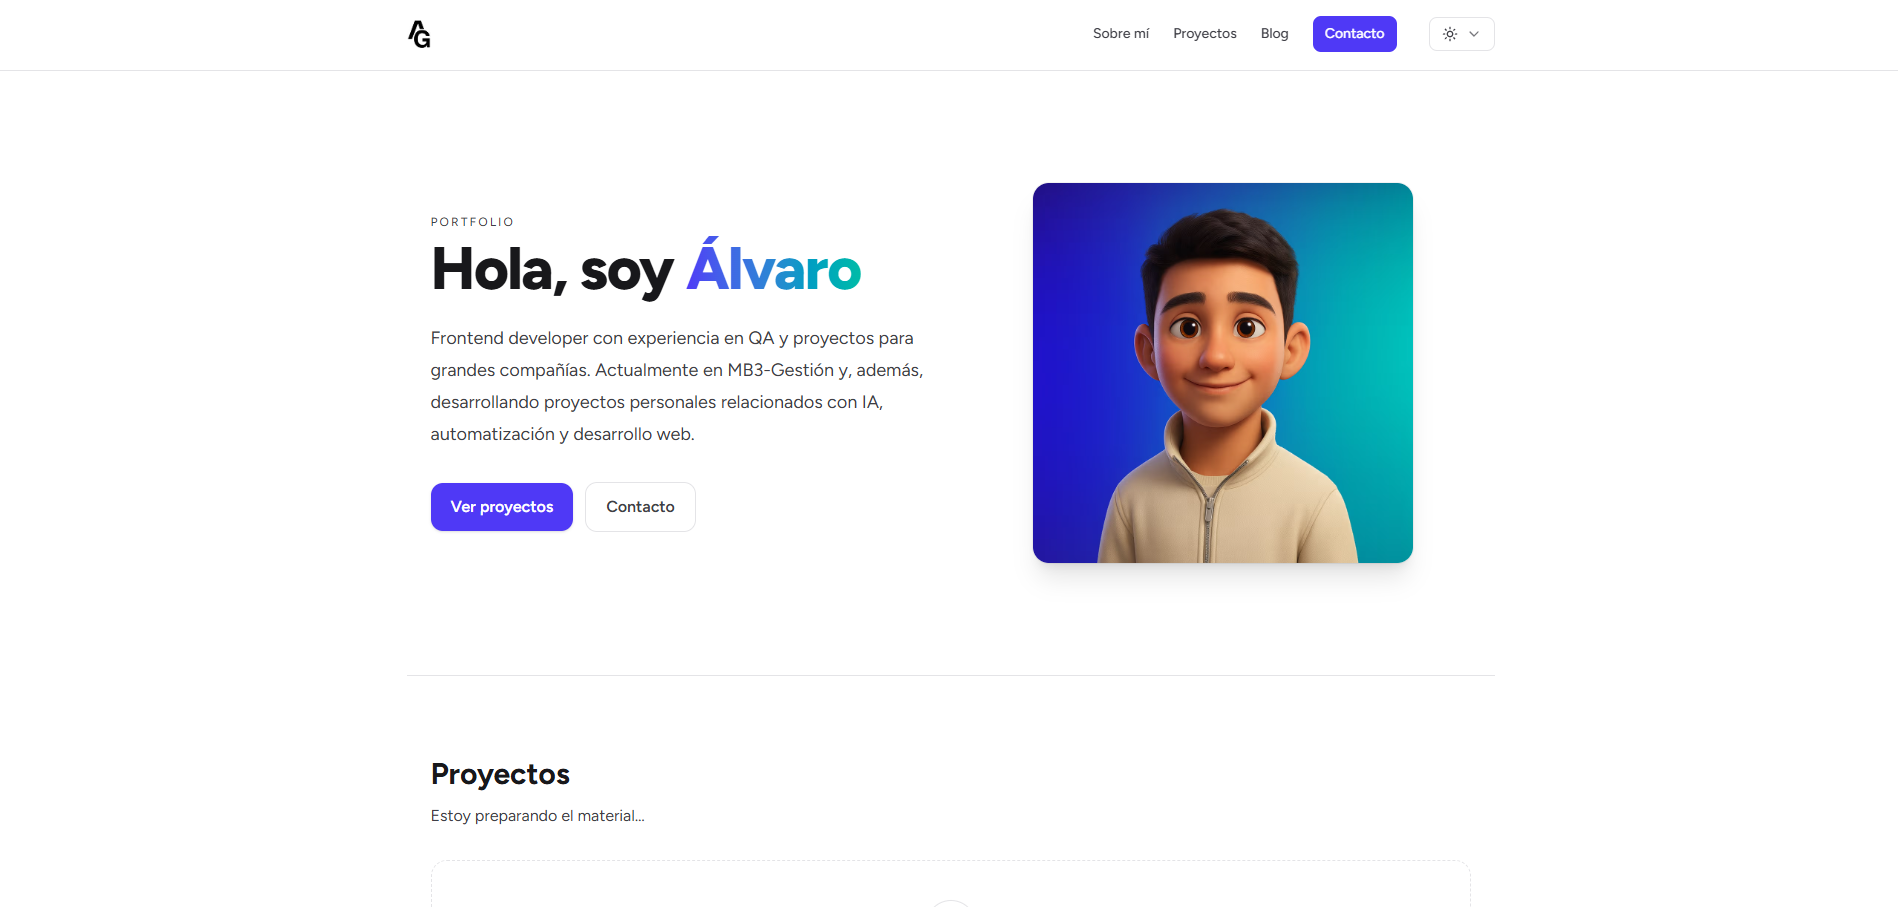 AG
Sobre mí
Proyectos
Blog
Contacto
PORTFOLIO
Hola, soy Álvaro
Frontend developer con experiencia en QA y proyectos para
grandes compañías. Actualmente en MB3-Gestión y, además,
desarrollando proyectos personales relacionados con IA,
automatización y desarrollo web.
Ver proyectos
Contacto
Proyectos
Estoy preparando el material...